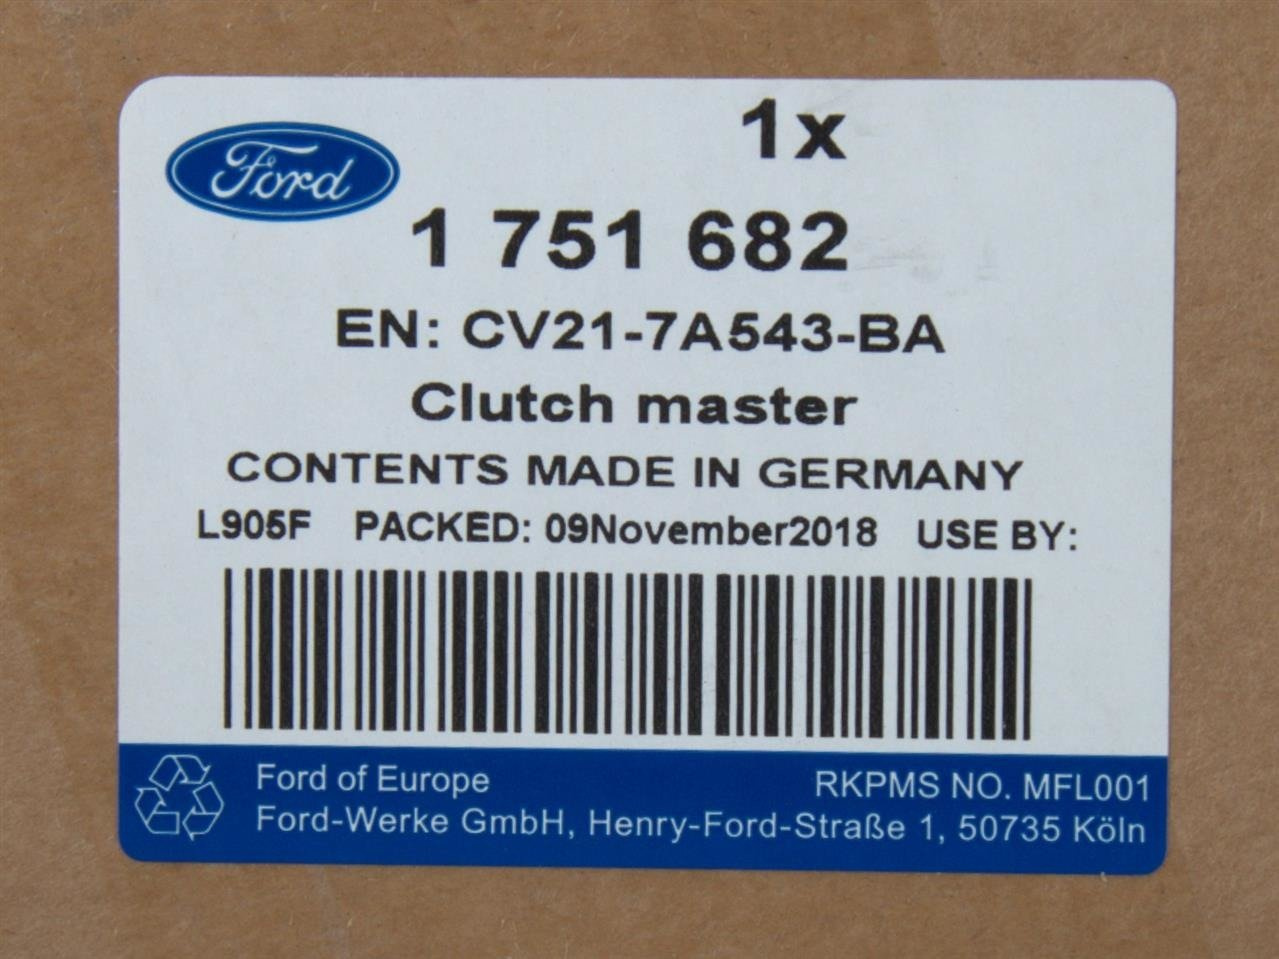 1x
Ford
1 751 682
EN: CV21-7A543-BA
Clutch master
CONTENTS MADE IN GERMANY
L905F PACKED: 09November2018 USE BY:
Ford of Europe RKPMS NO. MFL001
Ford-Werke GmbH, Henry-Ford-Straße 1, 50735 Köln